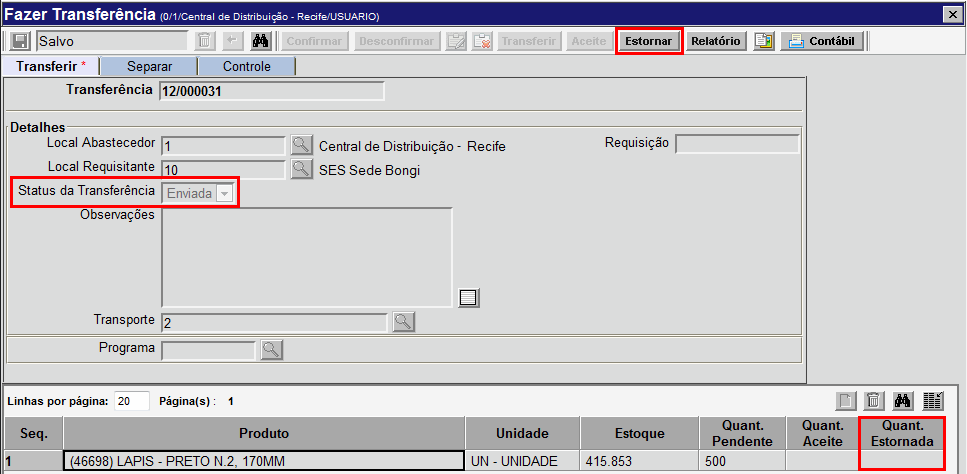 Fazer Transferência (0/1/Central de Distribuição - Recife/USUARIO)
Salvo Confirmar Desconfirmar Transferir Aceite Estornar Relatório Contábil
Transferir * Separar Controle
Transferência 12/000031
Detalhes
Local Abastecedor 1 Central de Distribuição - Recife Requisição
Local Requisitante 10 SES Sede Bongi
Status da Transferência Enviada
Observações
Transporte 2
Programa
Linhas por página: 20 Página(s) : 1
Seq. Produto Unidade Estoque Quant. Pendente Quant. Aceite Quant. Estornada
1 (46698) LAPIS - PRETO N.2, 170MM UN - UNIDADE 415.853 500